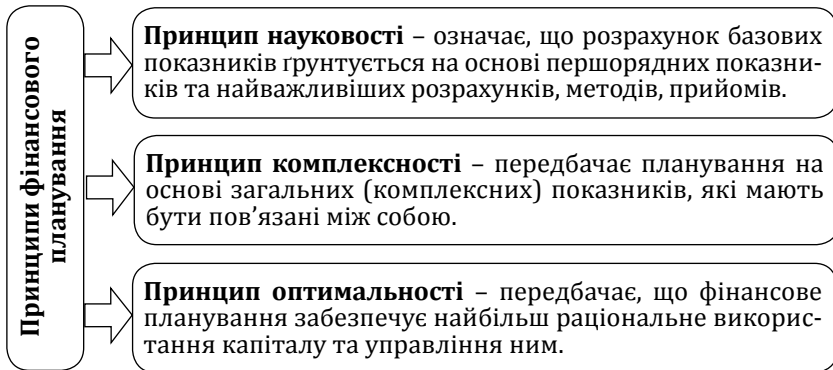 Принципи фінансового
планування
Принцип науковості – означає, що розрахунок базових
показників ґрунтується на основі першорядних показни-
ків та найважливіших розрахунків, методів, прийомів.
Принцип комплексності – передбачає планування на
основі загальних (комплексних) показників, які мають
бути пов’язані між собою.
Принцип оптимальності – передбачає, що фінансове
планування забезпечує найбільш раціональне викорис-
тання капіталу та управління ним.